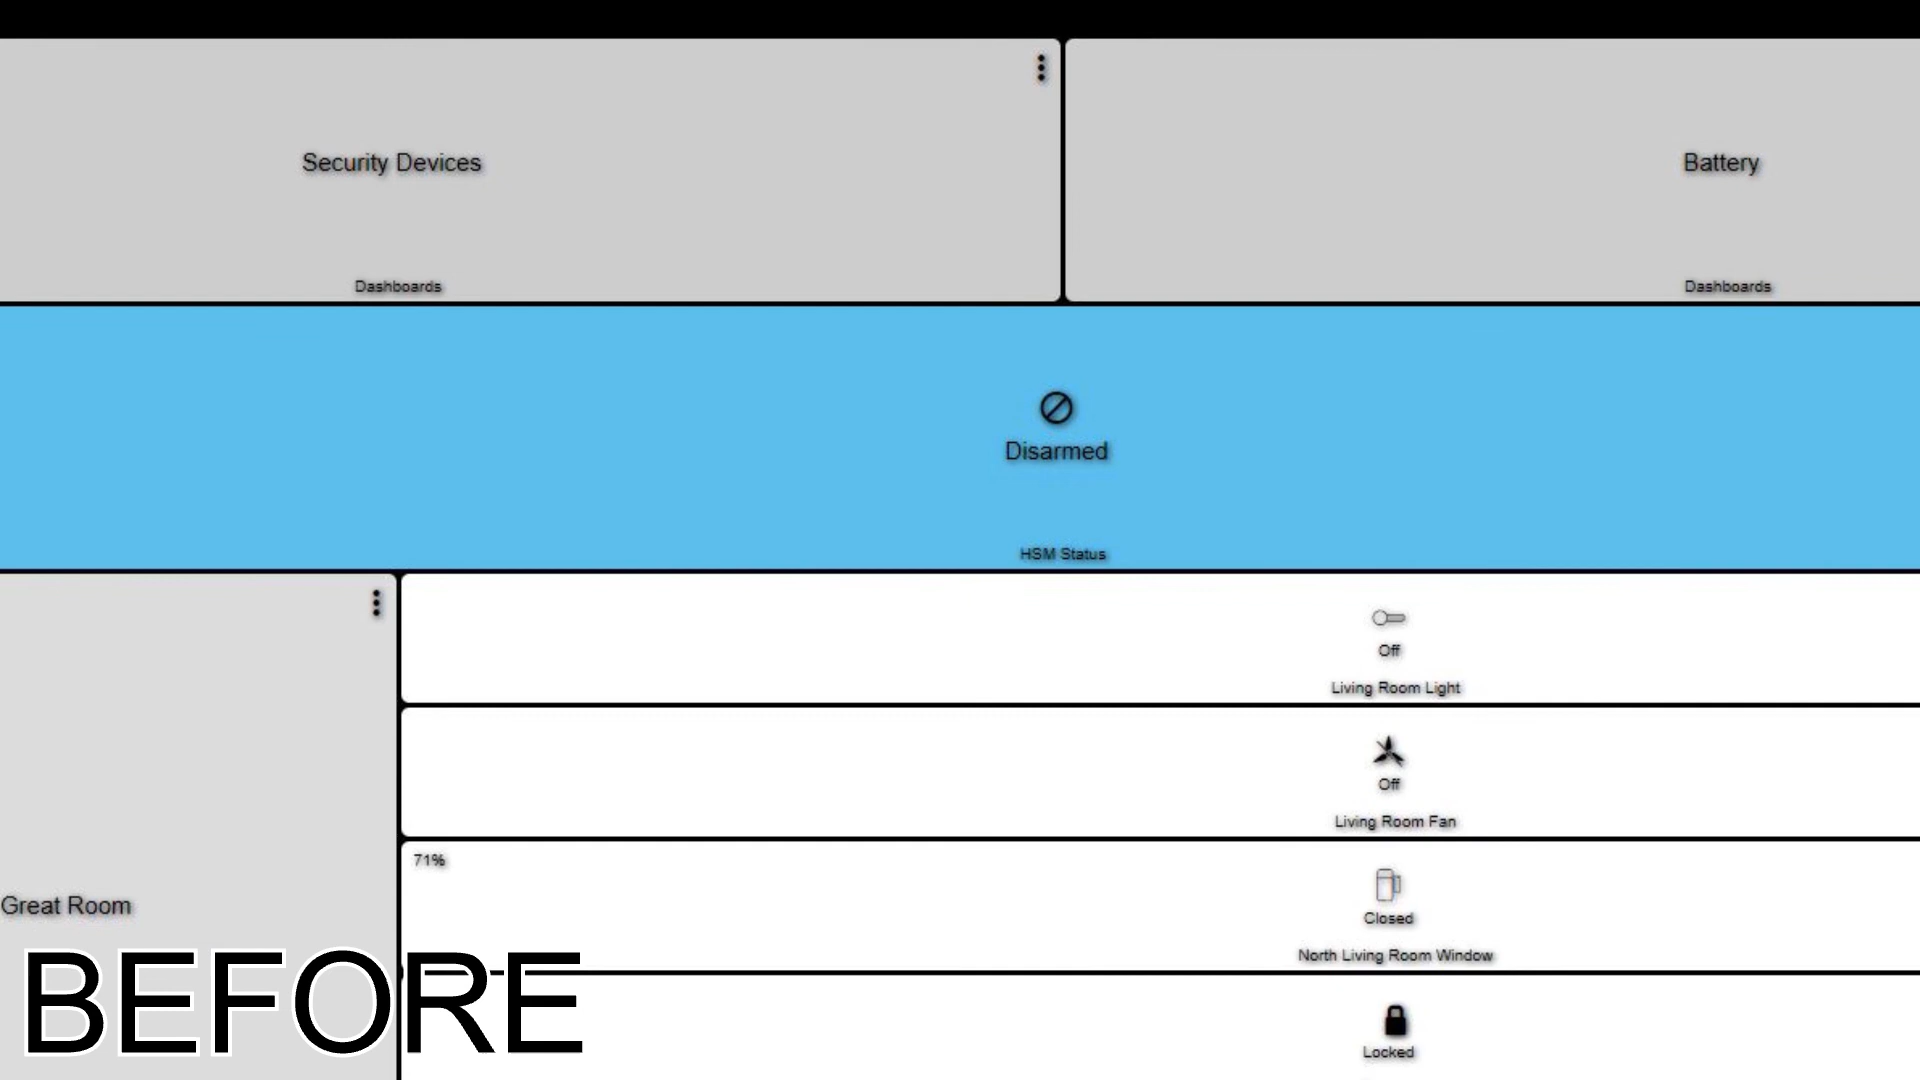 Security Devices
Battery
Dashboards
Dashboards
Disarmed
HSM Status
Off
Living Room Light
Off
Living Room Fan
71%
Closed
North Living Room Window
Great Room
Locked
BEFORE